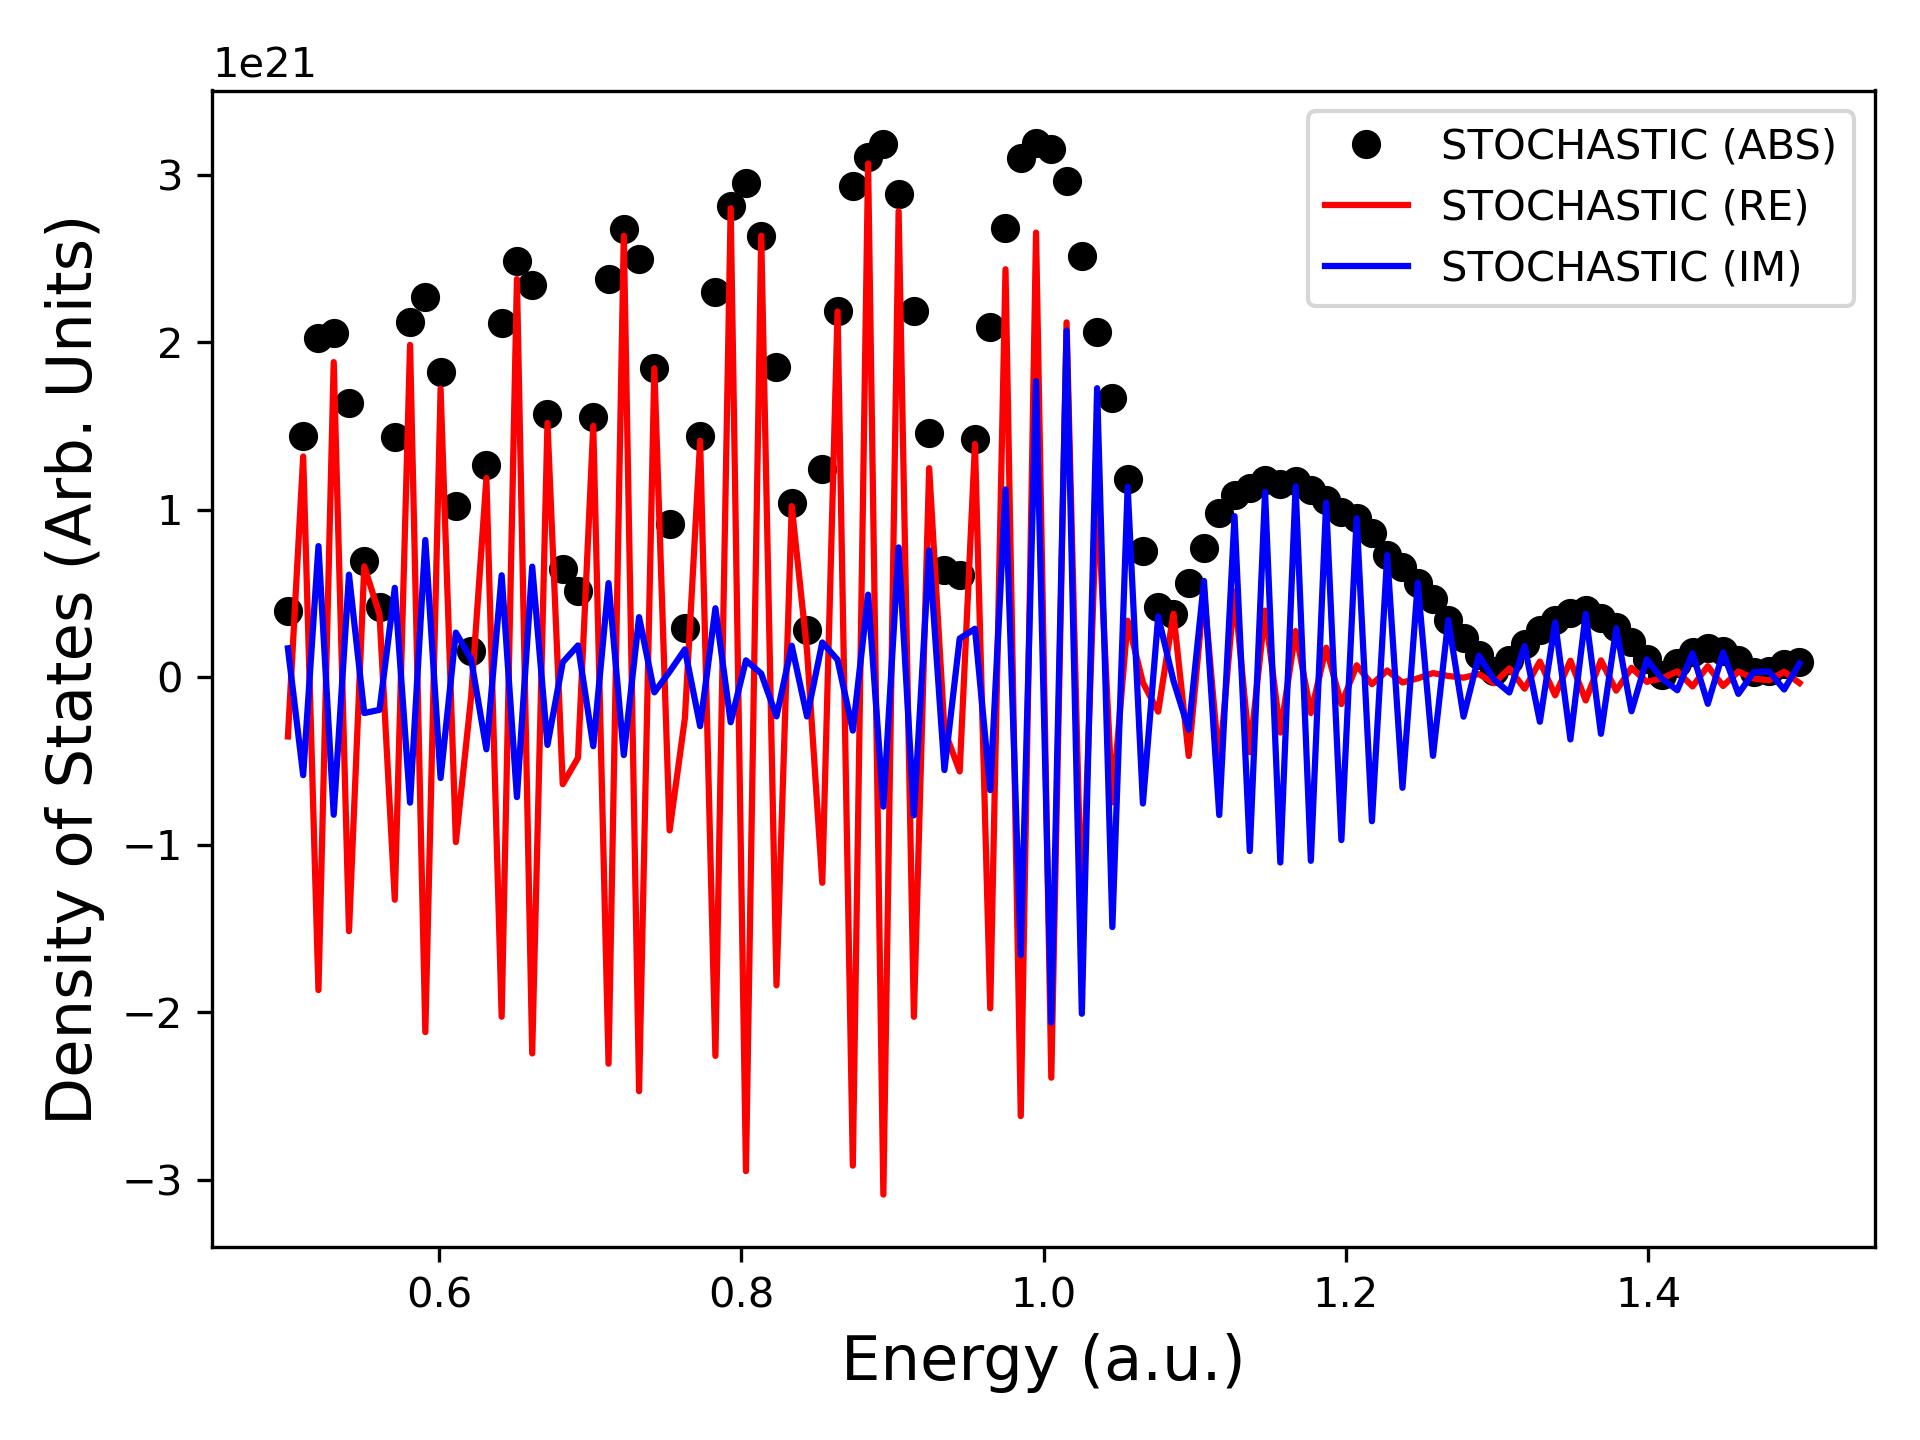 1e21
STOCHASTIC (ABS)
STOCHASTIC (RE)
STOCHASTIC (IM)
Density of States (Arb. Units)
3
2
1
0
−1
−2
−3
0.6 0.8 1.0 1.2 1.4
Energy (a.u.)